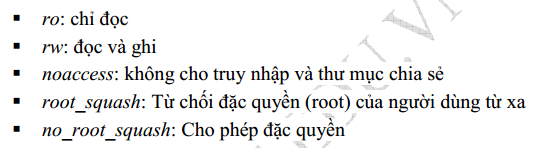 ▪ ro: chỉ đọc
▪ rw: đọc và ghi
▪ noaccess: không cho truy nhập và thư mục chia sẻ
▪ root_squash: Từ chối đặc quyền (root) của người dùng từ xa
▪ no_root_squash: Cho phép đặc quyền